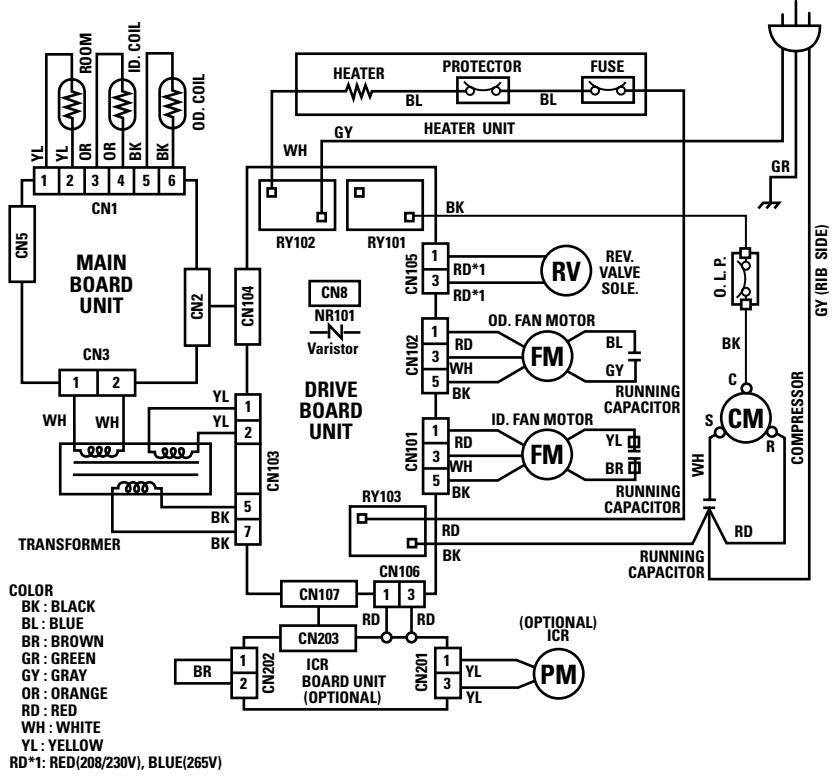 ROOM
ID. COIL
OD. COIL
YL
YL
OR
OR
BK
BK
1 2 3 4 5 6
CN1
CN5
MAIN
BOARD
UNIT
CN2
CN3
1 2
WH
WH
TRANSFORMER
YL
YL
BK
BK
1
2
5
7
CN103
CN104
HEATER
PROTECTOR
FUSE
BL
BL
HEATER UNIT
WH
GY
RY102
RY101
BK
CN8
NR101
Varistor
DRIVE
BOARD
UNIT
CN105
1
3
RD*1
RD*1
RV
REV.
VALVE
SOLE.
CN102
1
3
5
RD
WH
BK
OD. FAN MOTOR
FM
BL
GY
RUNNING
CAPACITOR
CN101
1
3
5
RD
WH
BK
ID. FAN MOTOR
FM
YL
BR
RUNNING
CAPACITOR
RY103
RD
BK
GR
GY (RIB SIDE)
O. L. P.
BK
C
S
R
CM
COMPRESSOR
WH
RD
RUNNING
CAPACITOR
CN107
CN106
1 3
RD
RD
CN203
ICR
BOARD UNIT
(OPTIONAL)
BR
1
2
CN202
CN201
1
3
YL
YL
(OPTIONAL)
ICR
PM
COLOR
BK : BLACK
BL : BLUE
BR : BROWN
GR : GREEN
GY : GRAY
OR : ORANGE
RD : RED
WH : WHITE
YL : YELLOW
RD*1: RED(208/230V), BLUE(265V)